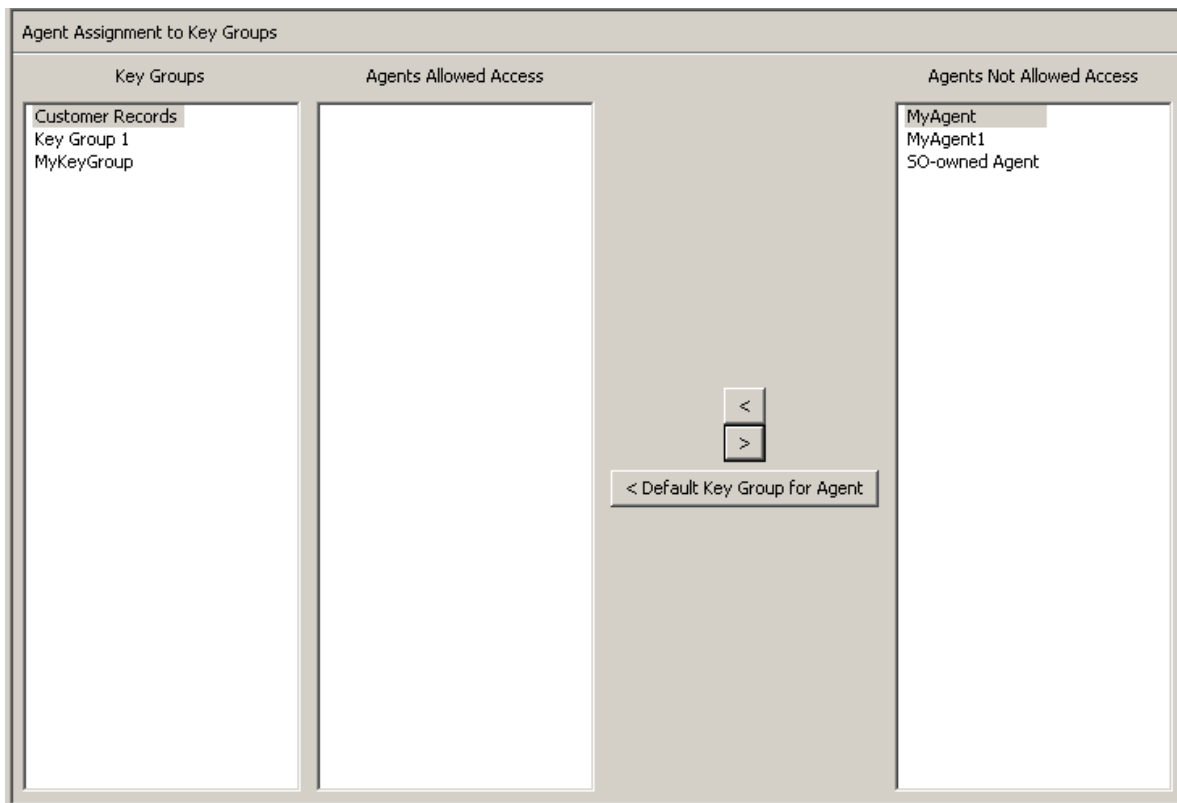 Agent Assignment to Key Groups
Key Groups
Agents Allowed Access
Agents Not Allowed Access
Customer Records
Key Group 1
MyKeyGroup
MyAgent
MyAgent1
SO-owned Agent
<
>
< Default Key Group for Agent